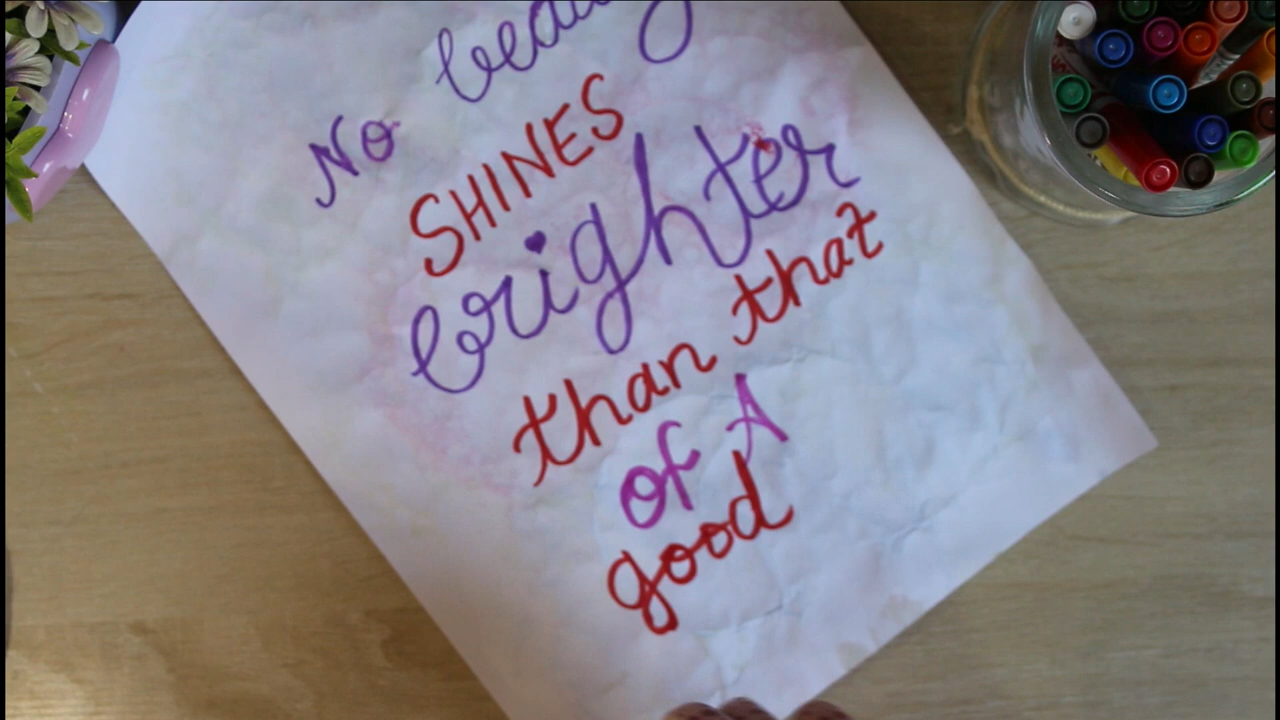 No
SHINES
brighter
than that
of A
good